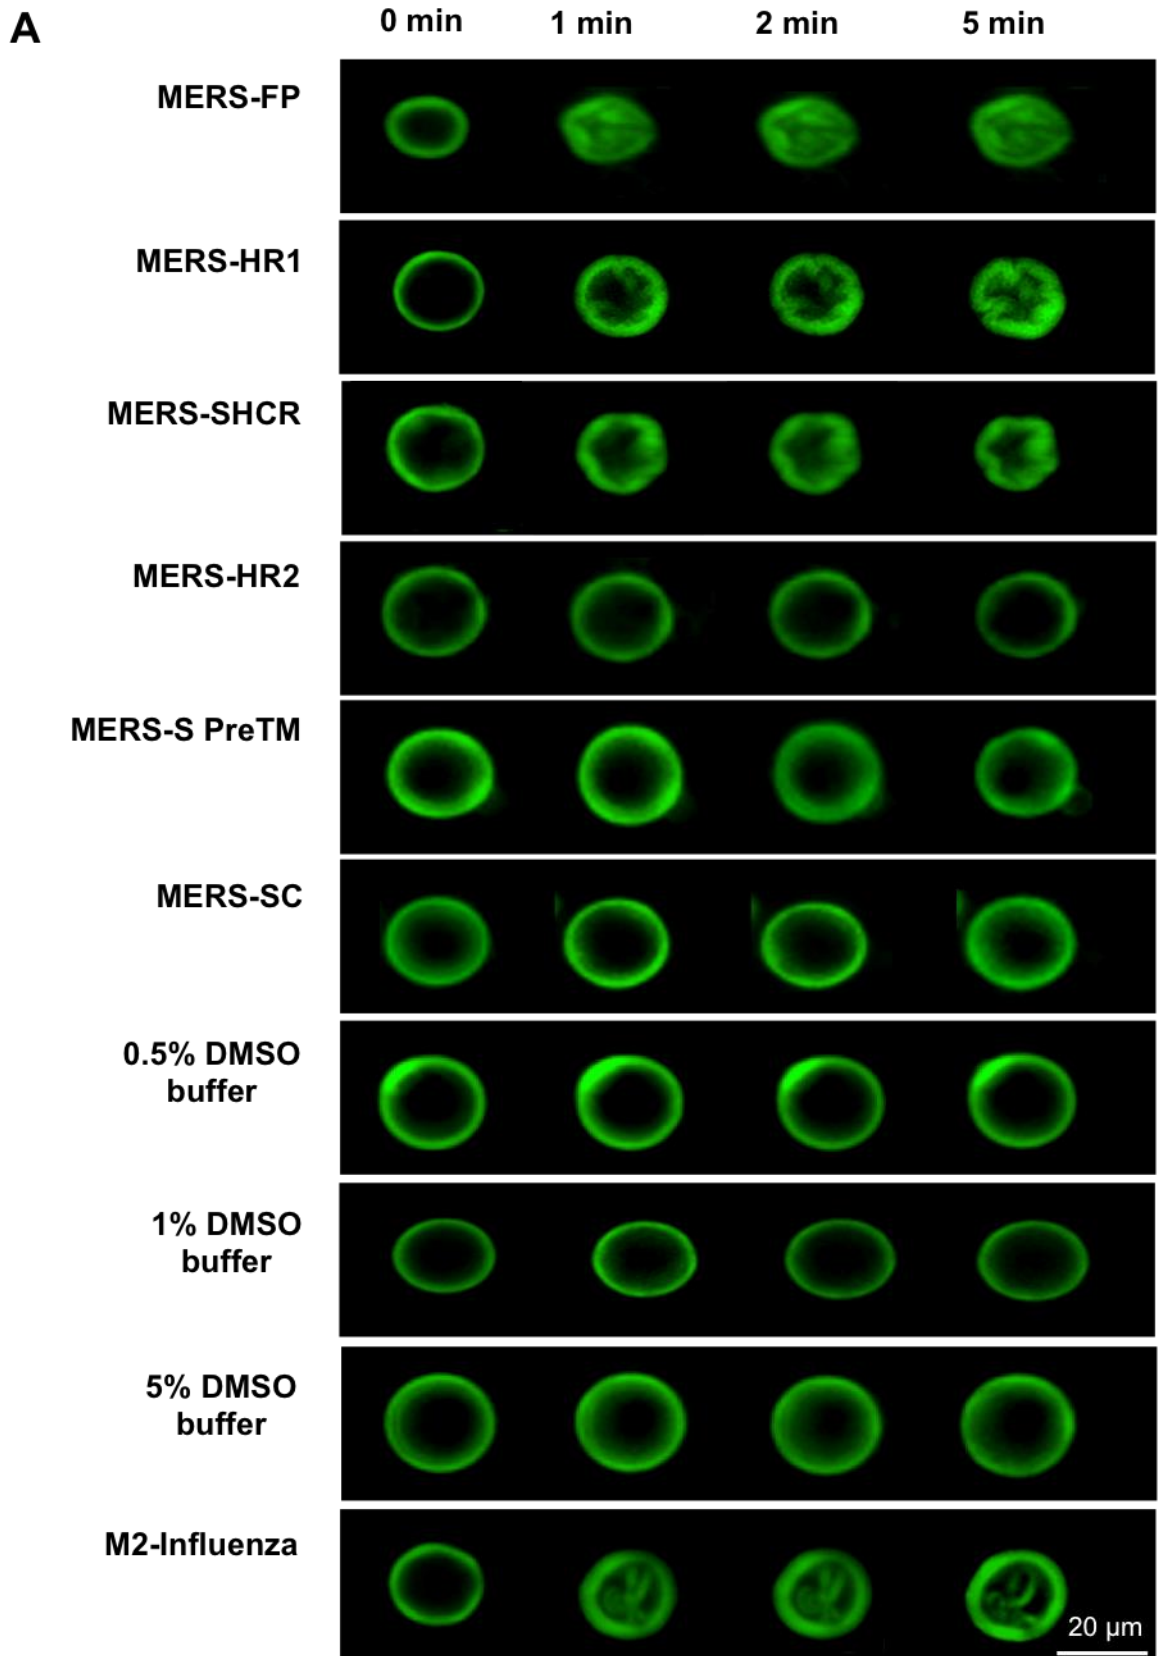 A
0 min 1 min 2 min 5 min
MERS-FP
MERS-HR1
MERS-SHCR
MERS-HR2
MERS-S PreTM
MERS-SC
0.5% DMSO
buffer
1% DMSO
buffer
5% DMSO
buffer
M2-Influenza
20 µm